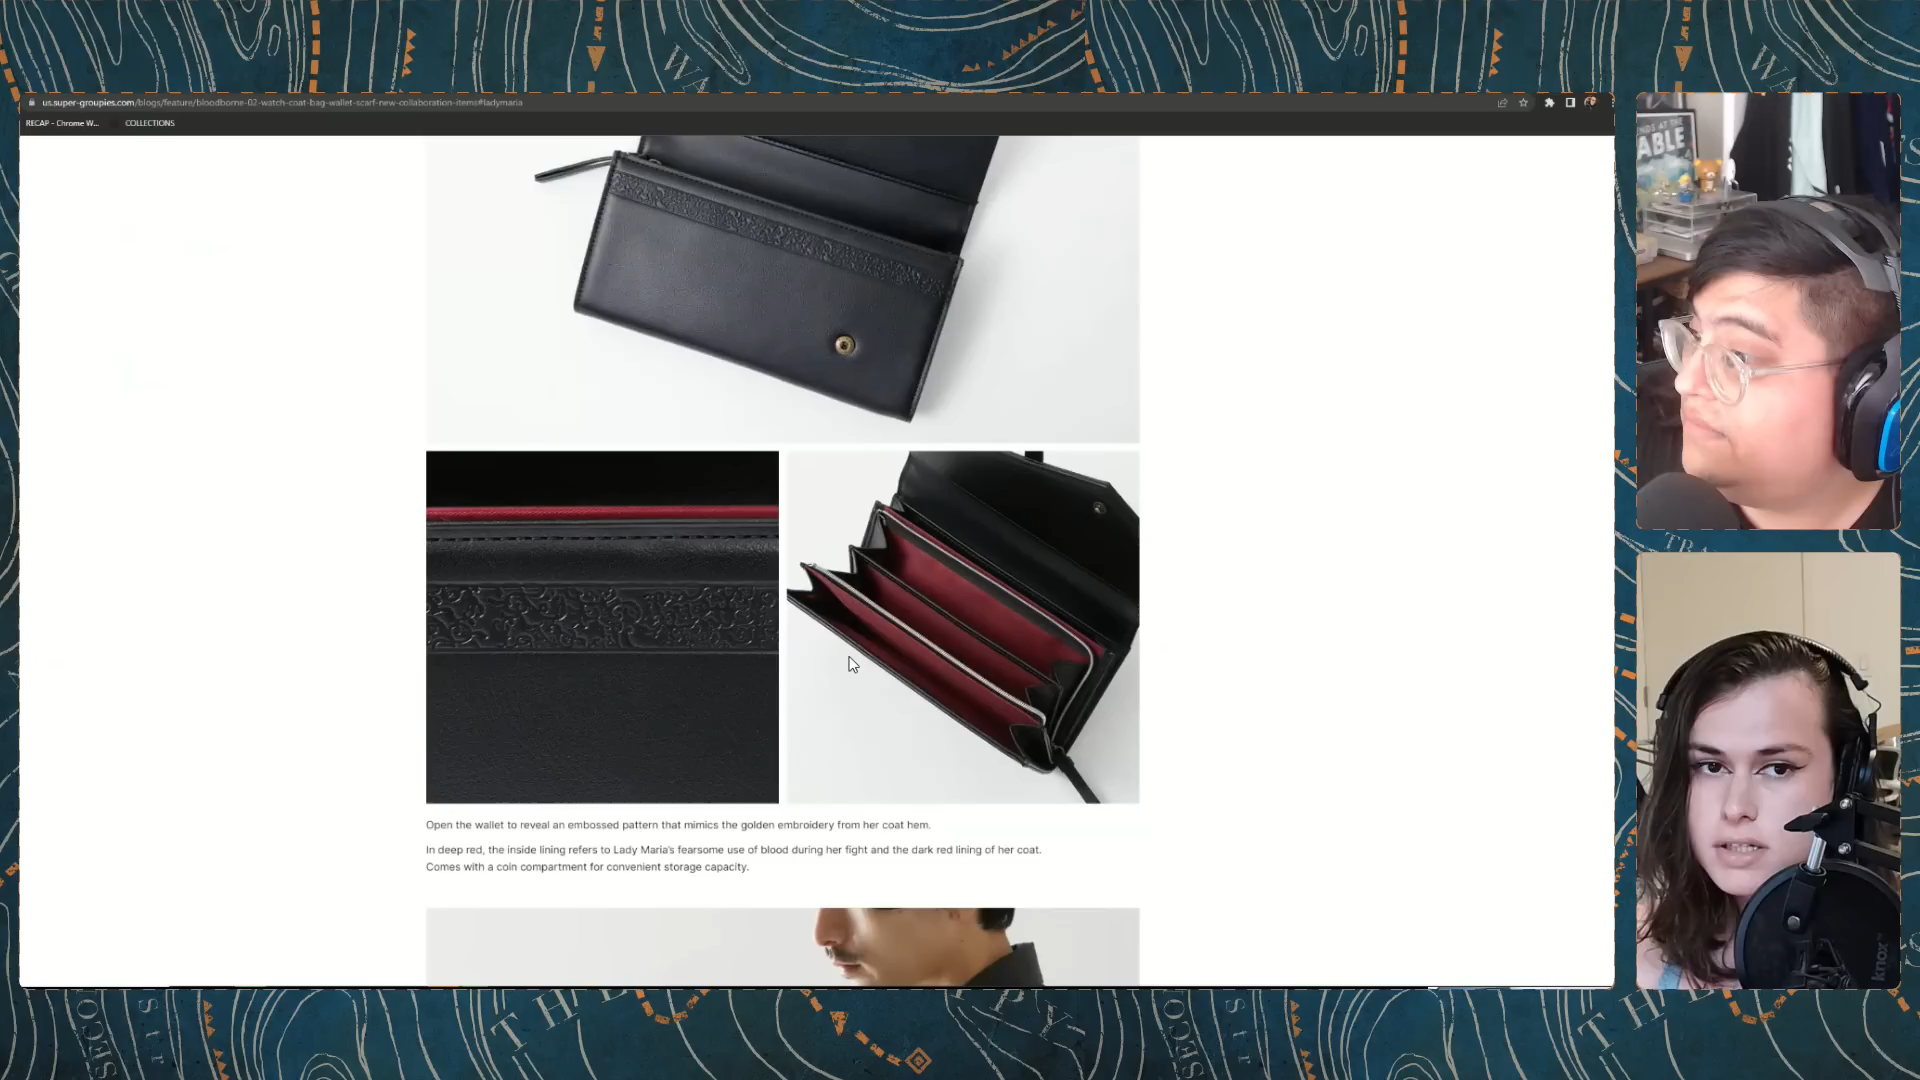 us.super-groupies.com/blogs/feature/bloodborne-02-watch-coat-bag-wallet-scarf-new-collaboration-items#ladymaria
RECAP - Chrome W... COLLECTIONS
ABLE
Open the wallet to reveal an embossed pattern that mimics the golden embroidery from her coat hem.
In deep red, the inside lining refers to Lady Maria's fearsome use of blood during her fight and the dark red lining of her coat.
Comes with a coin compartment for convenient storage capacity.
knox